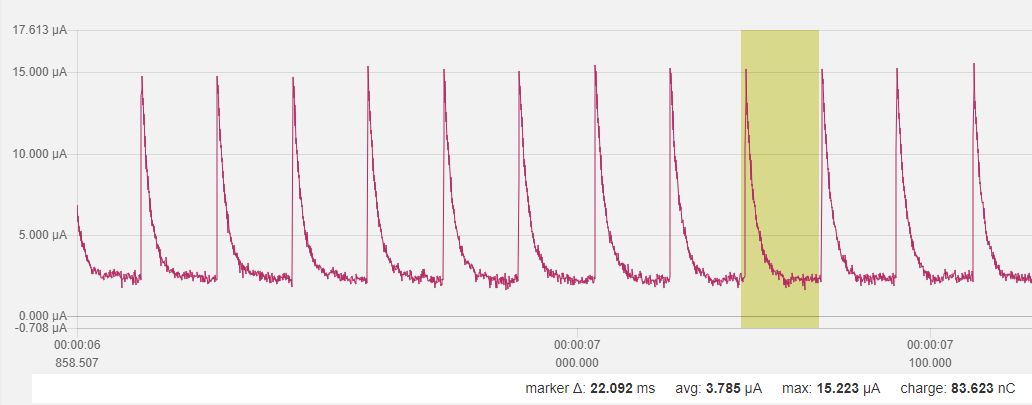 17.613 µA
15.000 µA
10.000 µA
5.000 µA
0.000 µA
-0.708 µA
00:00:06 00:00:07 00:00:07
858.507 000.000 100.000
marker Δ: 22.092 ms avg: 3.785 µA max: 15.223 µA charge: 83.623 nC